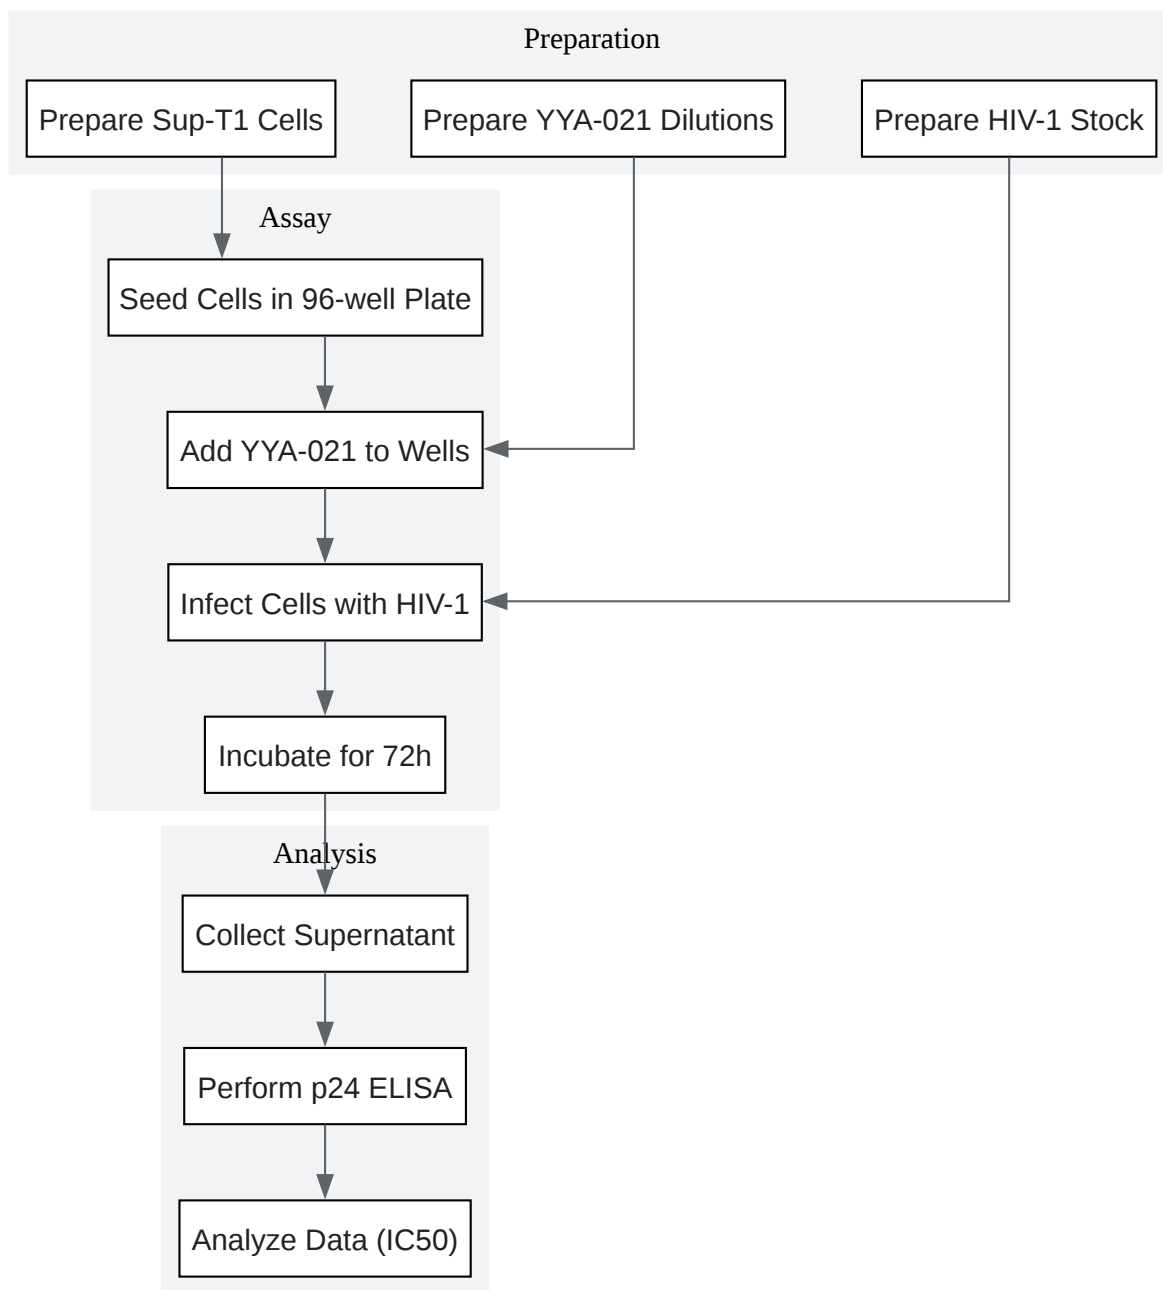 Preparation
Prepare Sup-T1 Cells
Prepare YYA-021 Dilutions
Prepare HIV-1 Stock
Assay
Seed Cells in 96-well Plate
Add YYA-021 to Wells
Infect Cells with HIV-1
Incubate for 72h
Analysis
Collect Supernatant
Perform p24 ELISA
Analyze Data (IC50)